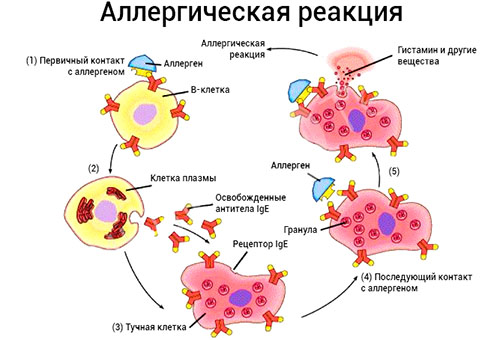 Аллергическая реакция
(1) Первичный контакт
с аллергеном
Аллерген
В-клетка
Аллергическая
реакция
Гистамин и другие
вещества
(2)
Клетка плазмы
Освобожденные
антитела IgE
Рецептор IgE
(3) Тучная клетка
Аллерген
Гранула
(4) Последующий контакт
с аллергеном
(5)